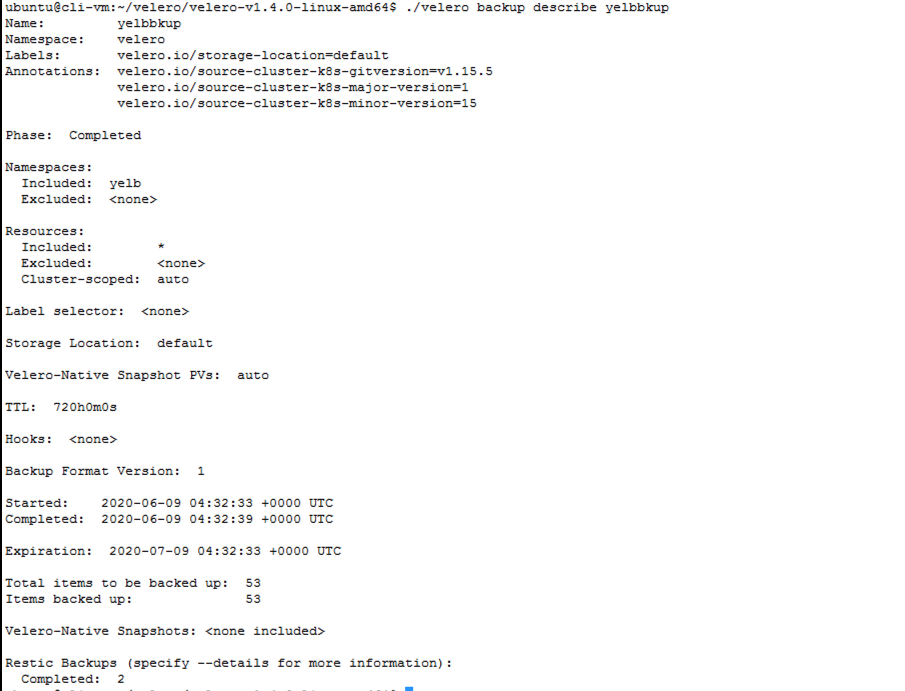 ubuntu@cli-vm:~/velero/velero-v1.4.0-linux-amd64$ ./velero backup describe yelbbkup
Name:         yelbbkup
Namespace:    velero
Labels:       velero.io/storage-location=default
Annotations:  velero.io/source-cluster-k8s-gitversion=v1.15.5
              velero.io/source-cluster-k8s-major-version=1
              velero.io/source-cluster-k8s-minor-version=15
Phase:  Completed
Namespaces:
  Included:  yelb
  Excluded:  <none>
Resources:
  Included:        *
  Excluded:        <none>
  Cluster-scoped:  auto
Label selector:  <none>
Storage Location:  default
Velero-Native Snapshot PVs:  auto
TTL:  720h0m0s
Hooks:  <none>
Backup Format Version:  1
Started:    2020-06-09 04:32:33 +0000 UTC
Completed:  2020-06-09 04:32:39 +0000 UTC
Expiration:  2020-07-09 04:32:33 +0000 UTC
Total items to be backed up:  53
Items backed up:              53
Velero-Native Snapshots: <none included>
Restic Backups (specify --details for more information):
  Completed:  2